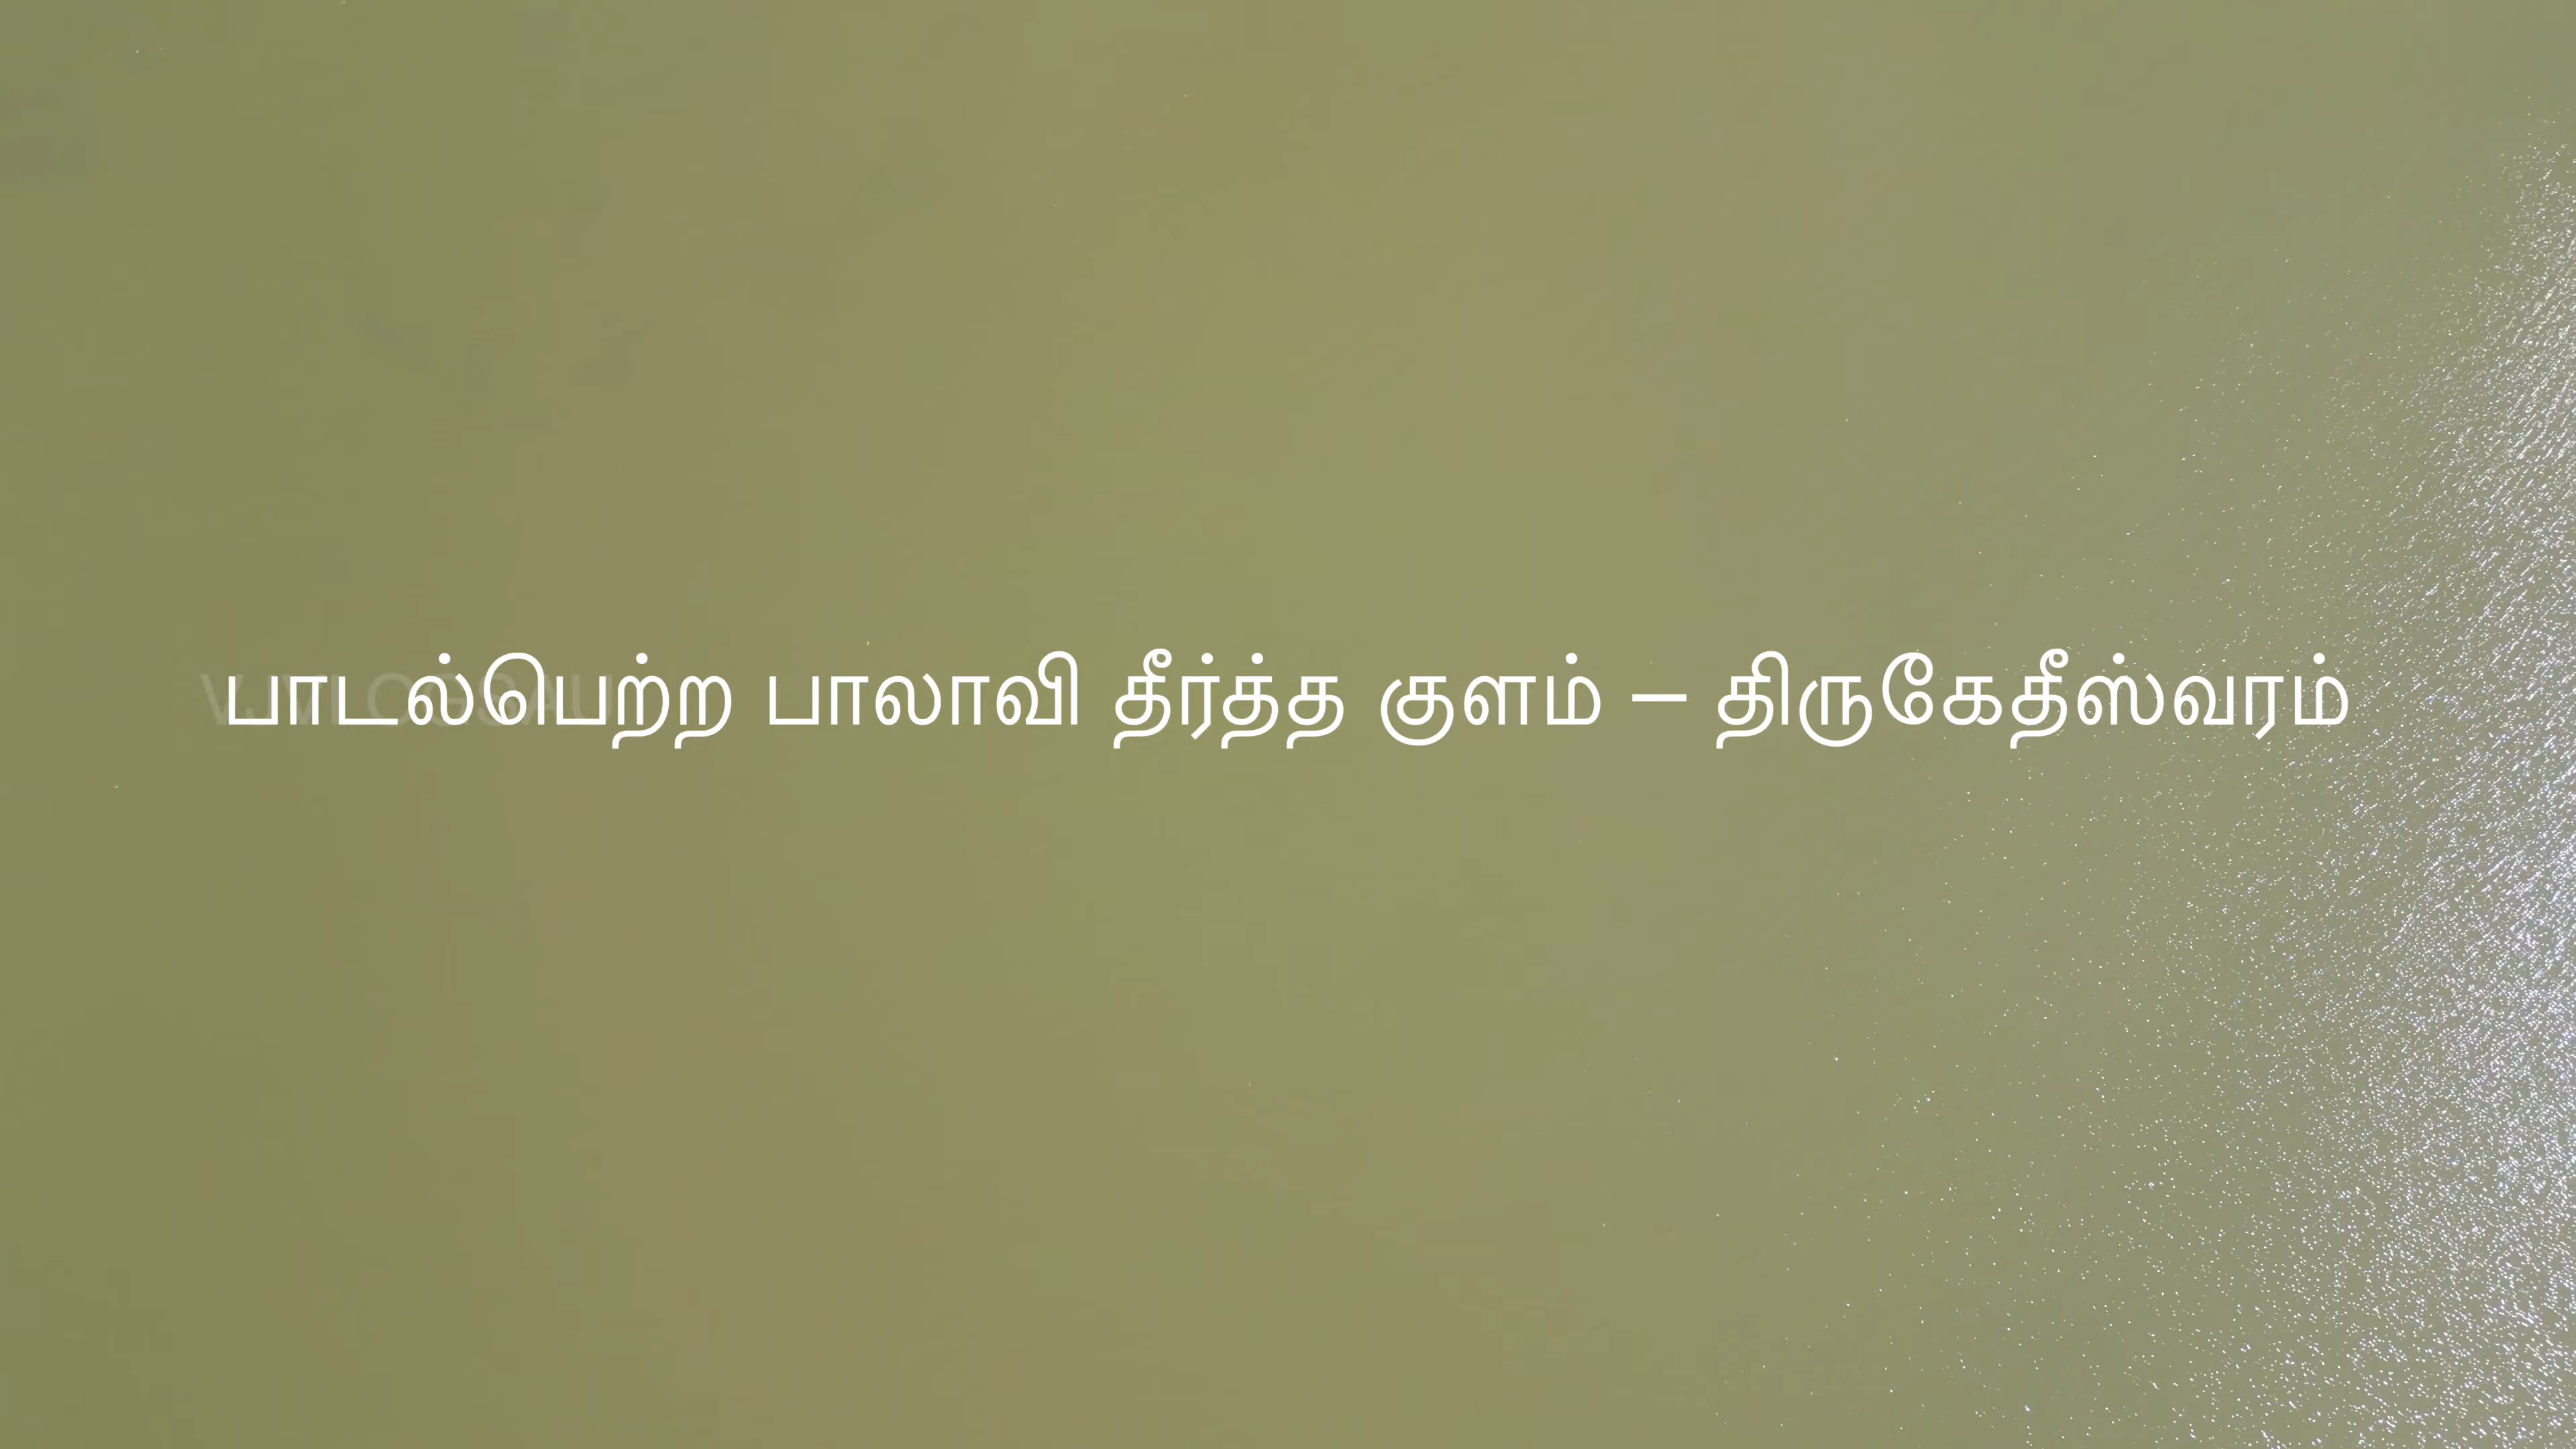 பாடல்பெற்ற பாலாவி தீர்த்த குளம் – திருகேதீஸ்வரம்